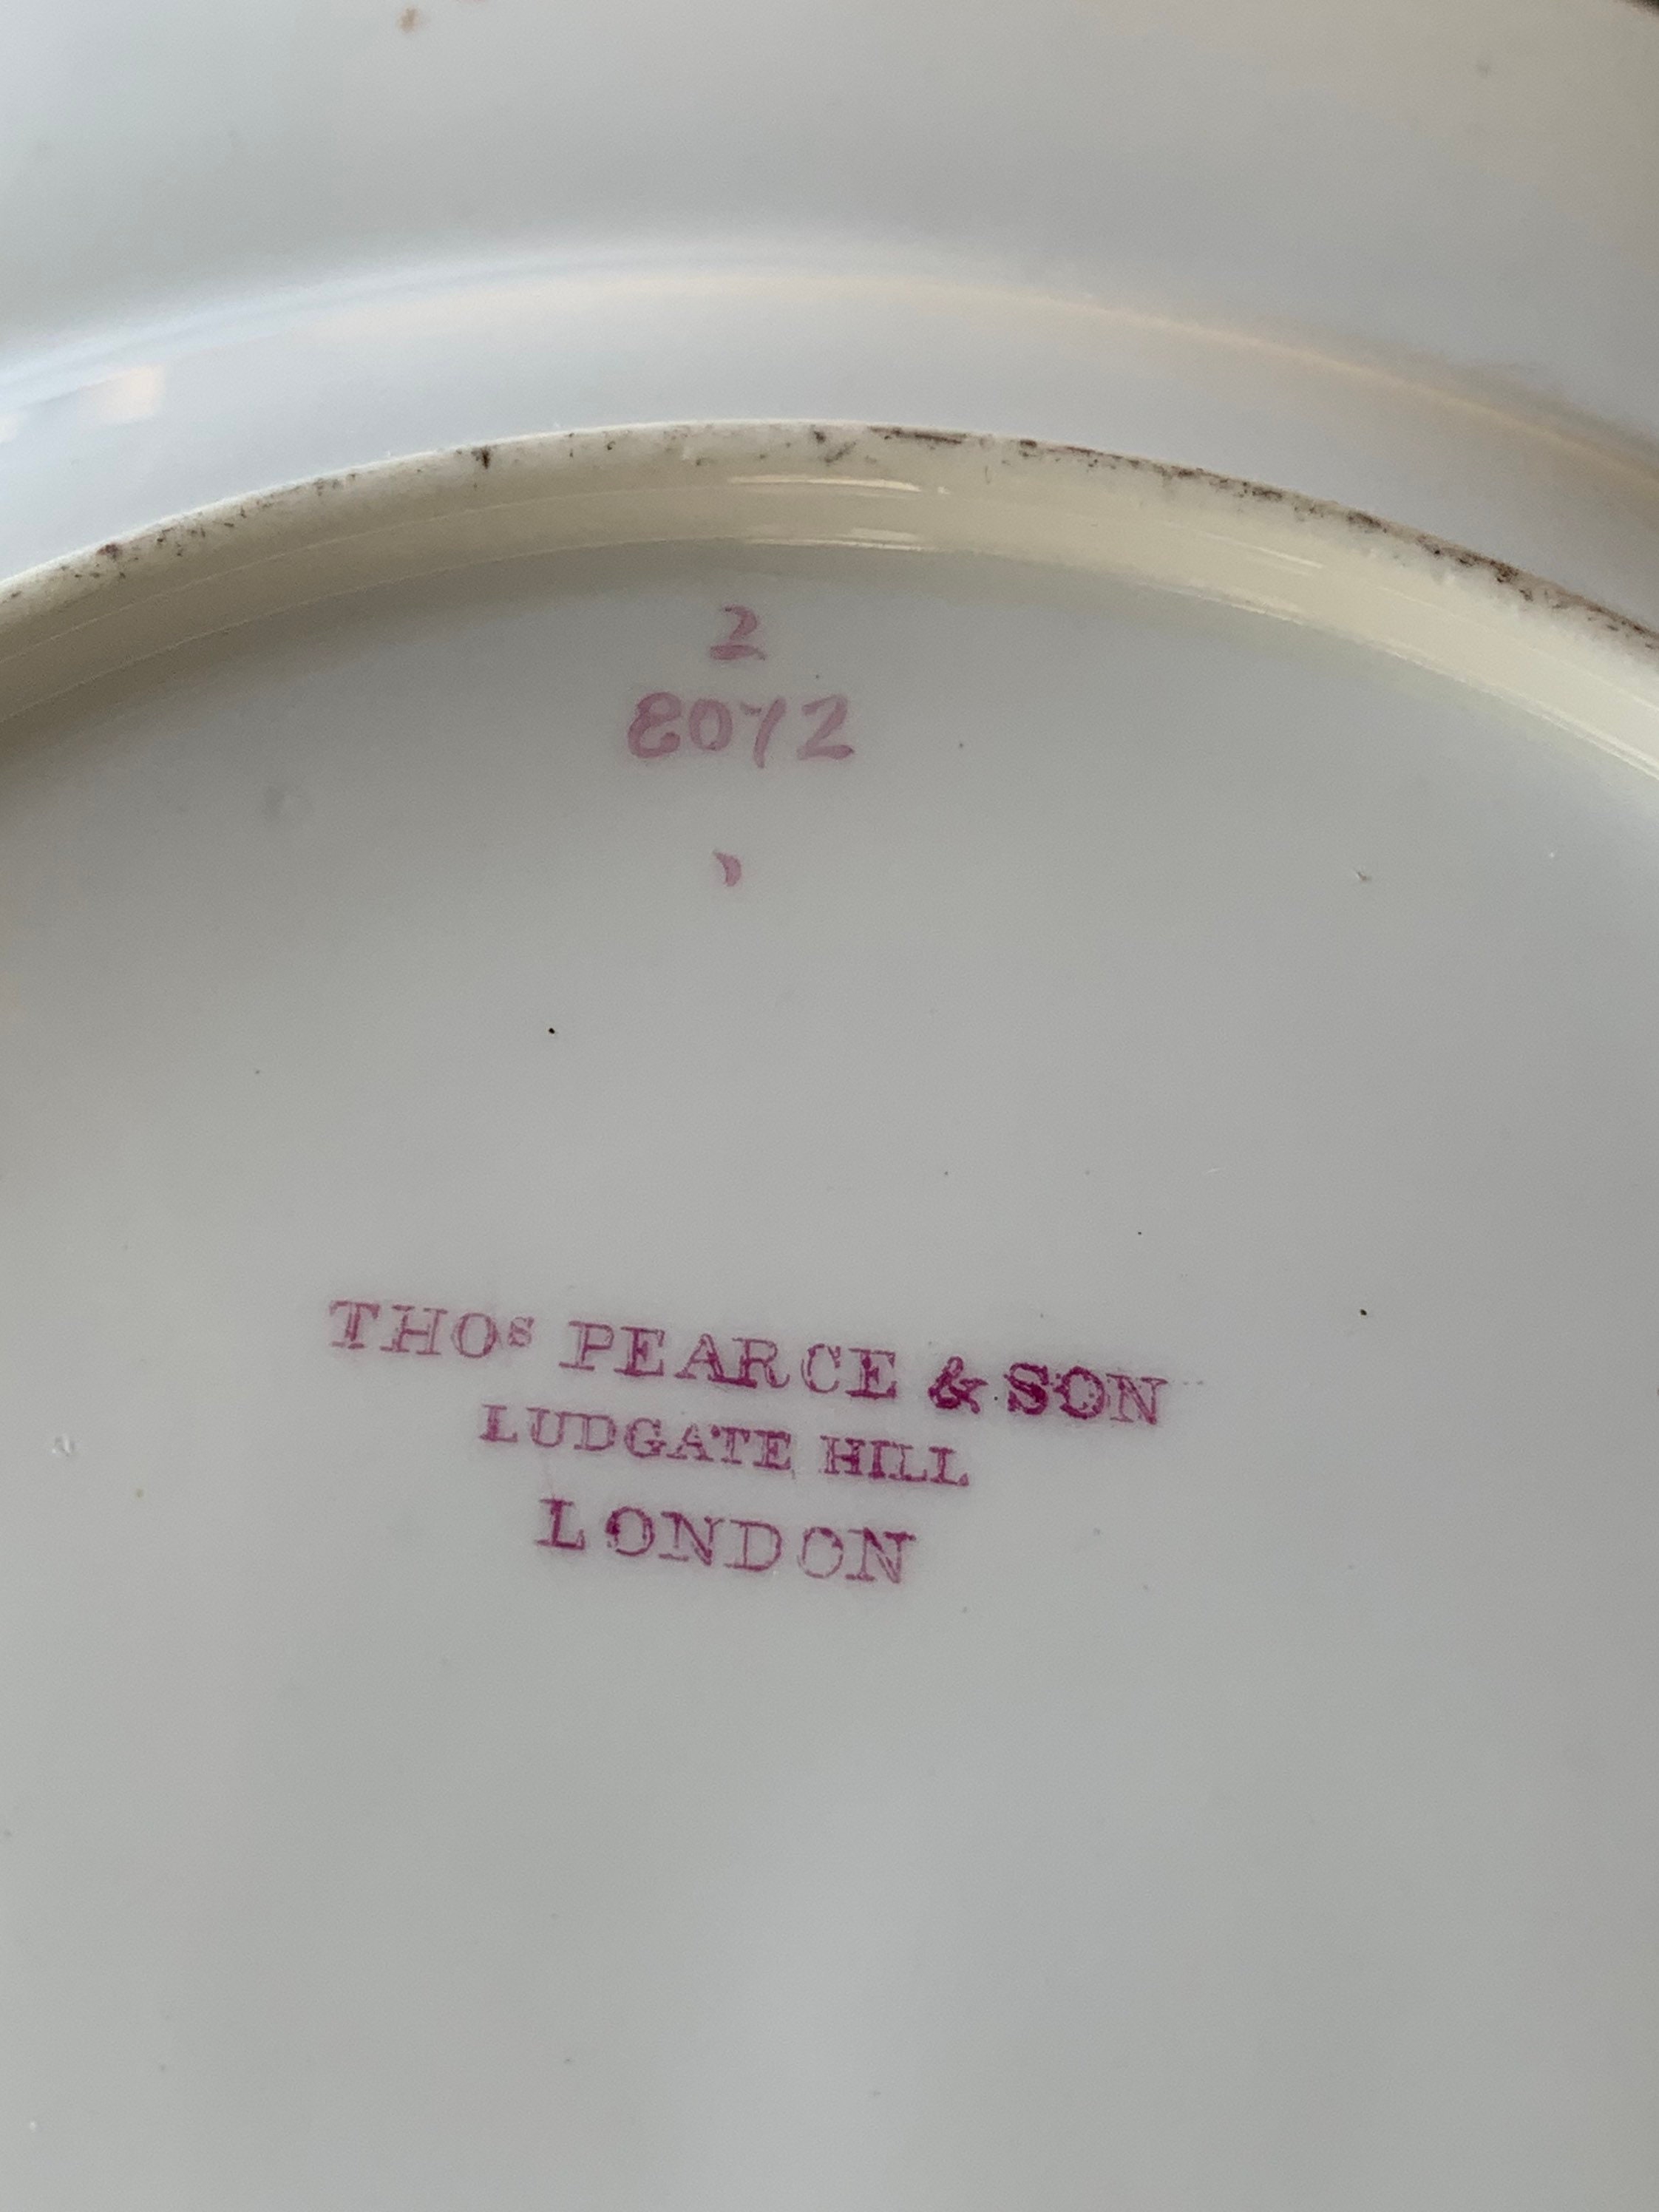 2
8072
THOS PEARCE & SON
LUDGATE HILL
LONDON